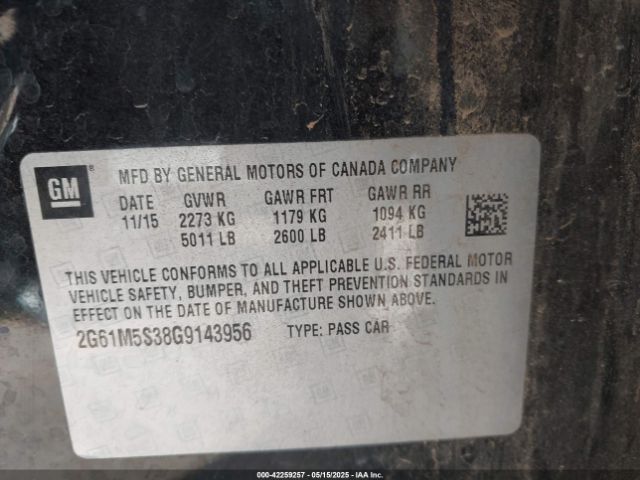 GM ®
MFD BY GENERAL MOTORS OF CANADA COMPANY
DATE GVWR GAWR FRT GAWR RR
11/15 2273 KG 1179 KG 1094 KG
5011 LB 2600 LB 2411 LB
THIS VEHICLE CONFORMS TO ALL APPLICABLE U.S. FEDERAL MOTOR
VEHICLE SAFETY, BUMPER, AND THEFT PREVENTION STANDARDS IN
EFFECT ON THE DATE OF MANUFACTURE SHOWN ABOVE.
2G61M5S38G9143956 TYPE: PASS CAR
000-42259257 - 05/15/2025 - IAA Inc.